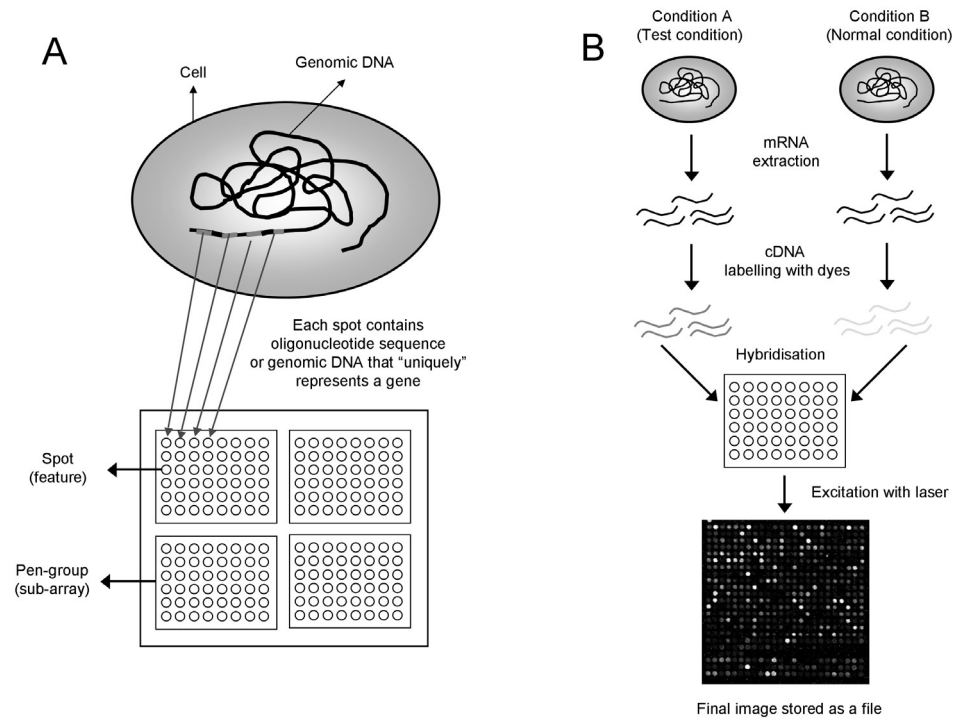 A
Cell
Genomic DNA
Each spot contains
oligonucleotide sequence
or genomic DNA that “uniquely”
represents a gene
Spot
(feature)
Pen-group
(sub-array)
B
Condition A
(Test condition)
Condition B
(Normal condition)
mRNA
extraction
cDNA
labelling with dyes
Hybridisation
Excitation with laser
Final image stored as a file